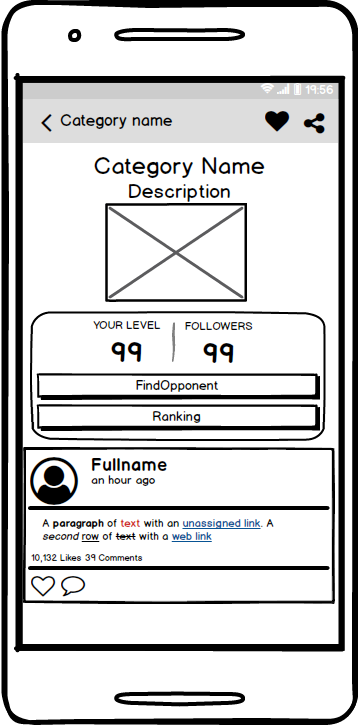 19:56
Category name
Category Name
Description
YOUR LEVEL FOLLOWERS
99 99
FindOpponent
Ranking
Fullname
an hour ago
A paragraph of text with an unassigned link. A
second row of text with a web link
10,132 Likes 39 Comments